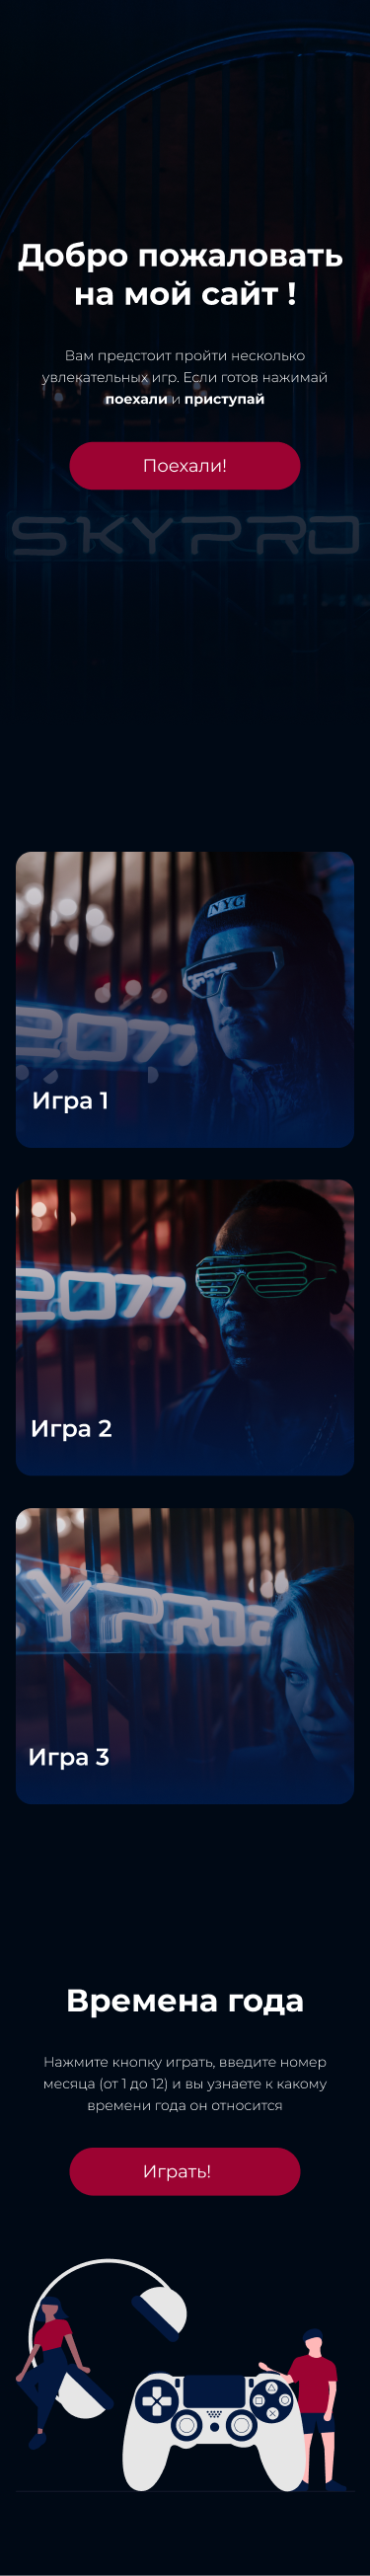 Добро пожаловать
на мой сайт !
Вам предстоит пройти несколько
увлекательных игр. Если готов нажимай
поехали и приступай
Поехали!
SKYPRO
NYC
2077
Игра 1
2077
Игра 2
YPRO
Игра 3
Времена года
Нажмите кнопку играть, введите номер
месяца (от 1 до 12) и вы узнаете к какому
времени года он относится
Играть!